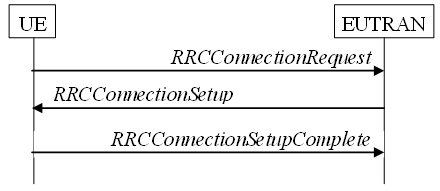 UE
EUTRAN
RRCConnectionRequest
RRCConnectionSetup
RRCConnectionSetupComplete